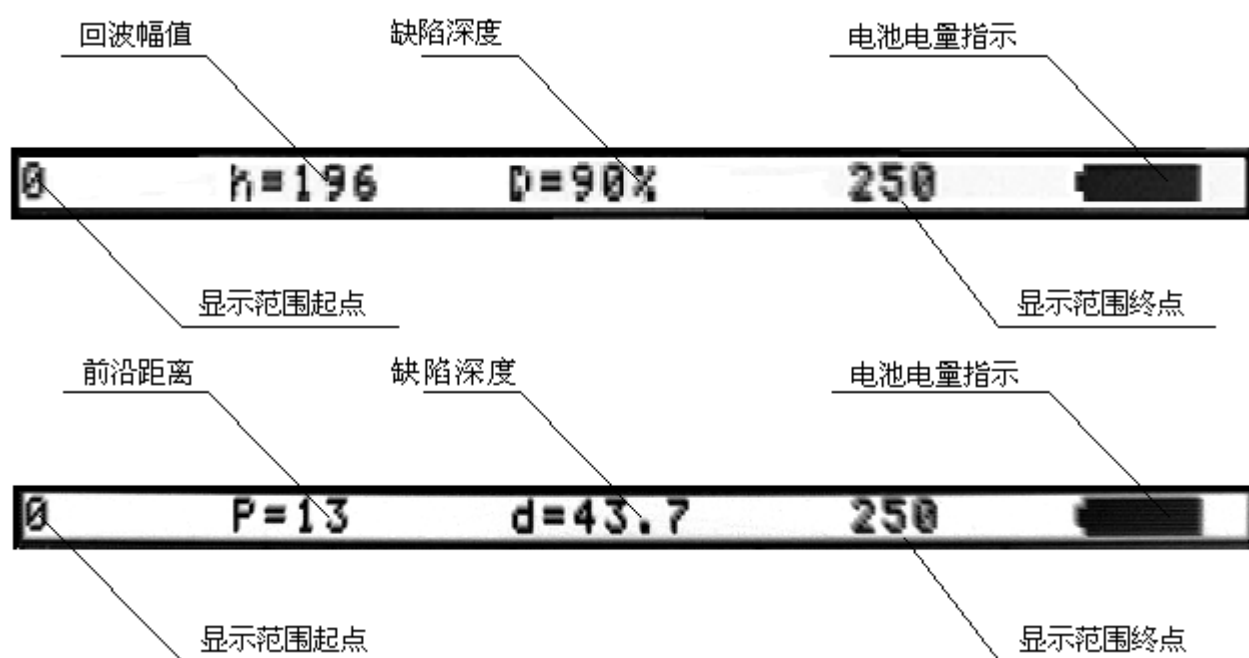 回波幅值 缺陷深度 电池电量指示
0 h=196 D=90% 250
显示范围起点 显示范围终点
前沿距离 缺陷深度 电池电量指示
0 P=13 d=43.7 250
显示范围起点 显示范围终点